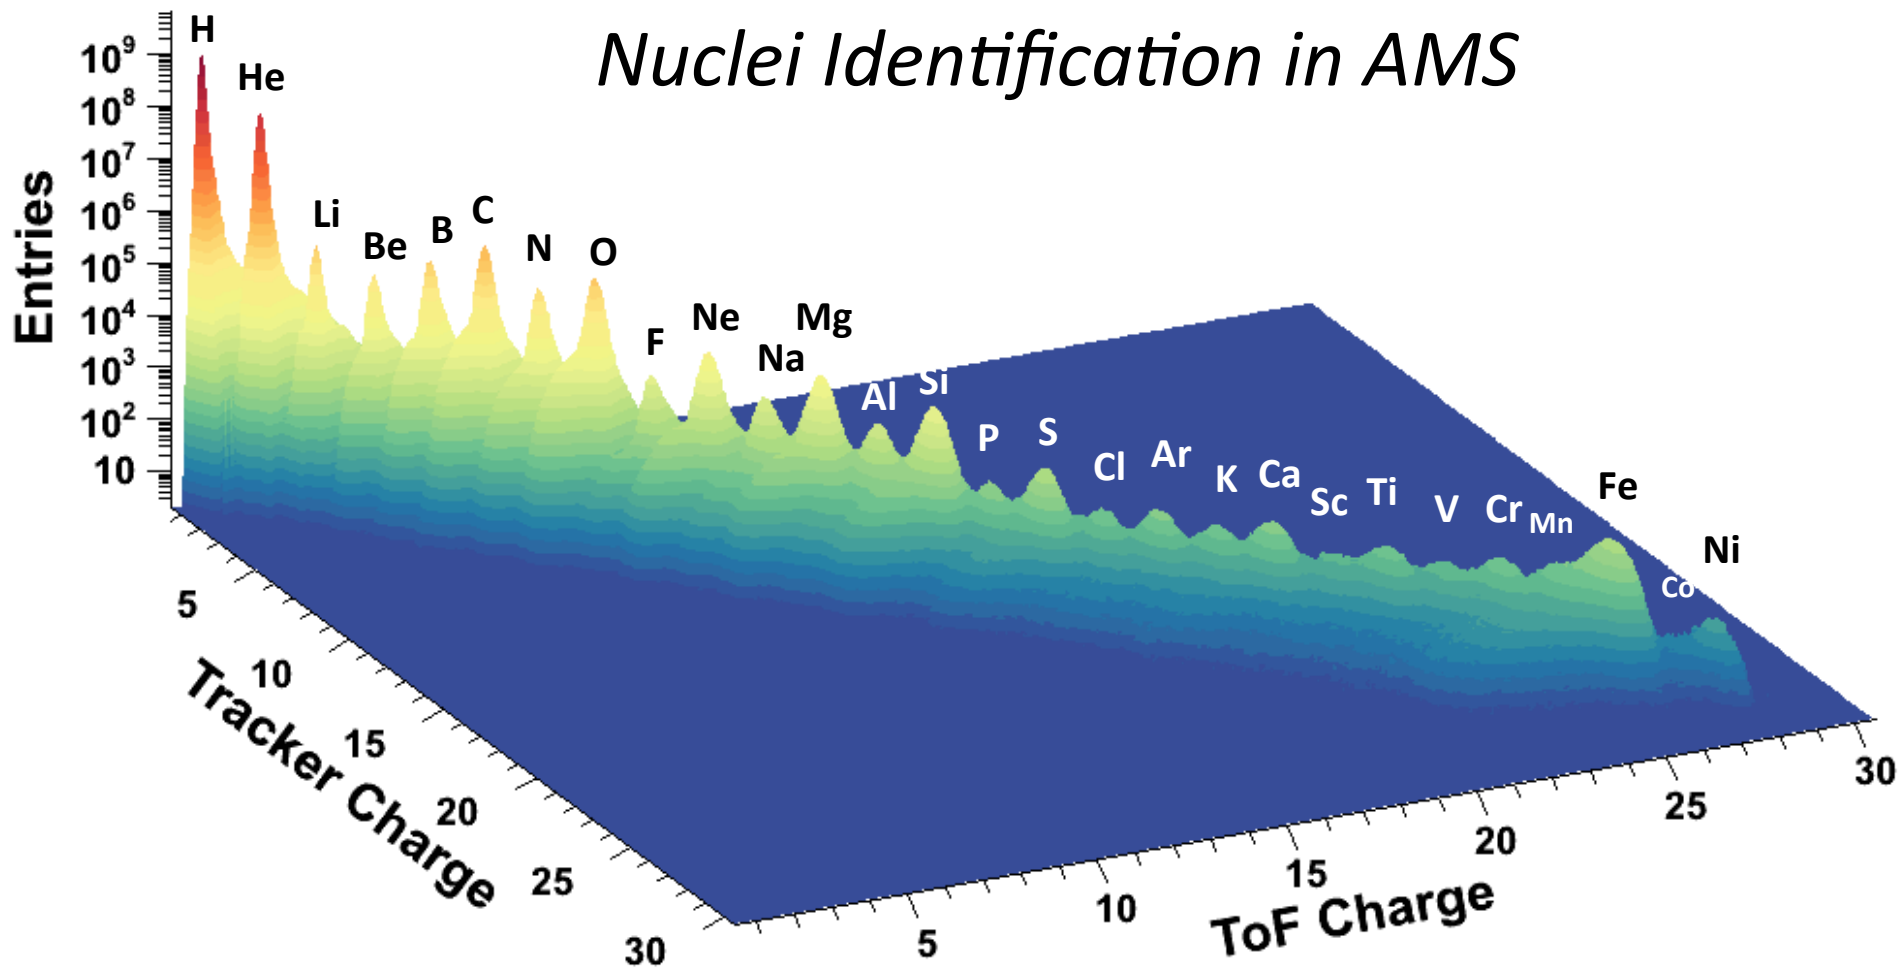 Nuclei Identification in AMS
H
He
Li
Be
B
C
N
O
F
Ne
Na
Mg
Al
Si
P
S
Cl
Ar
K
Ca
Sc
Ti
V
Cr
Mn
Fe
Co
Ni
Entries
10⁹
10⁸
10⁷
10⁶
10⁵
10⁴
10³
10²
10
Tracker Charge
5
10
15
20
25
30
ToF Charge
5
10
15
20
25
30